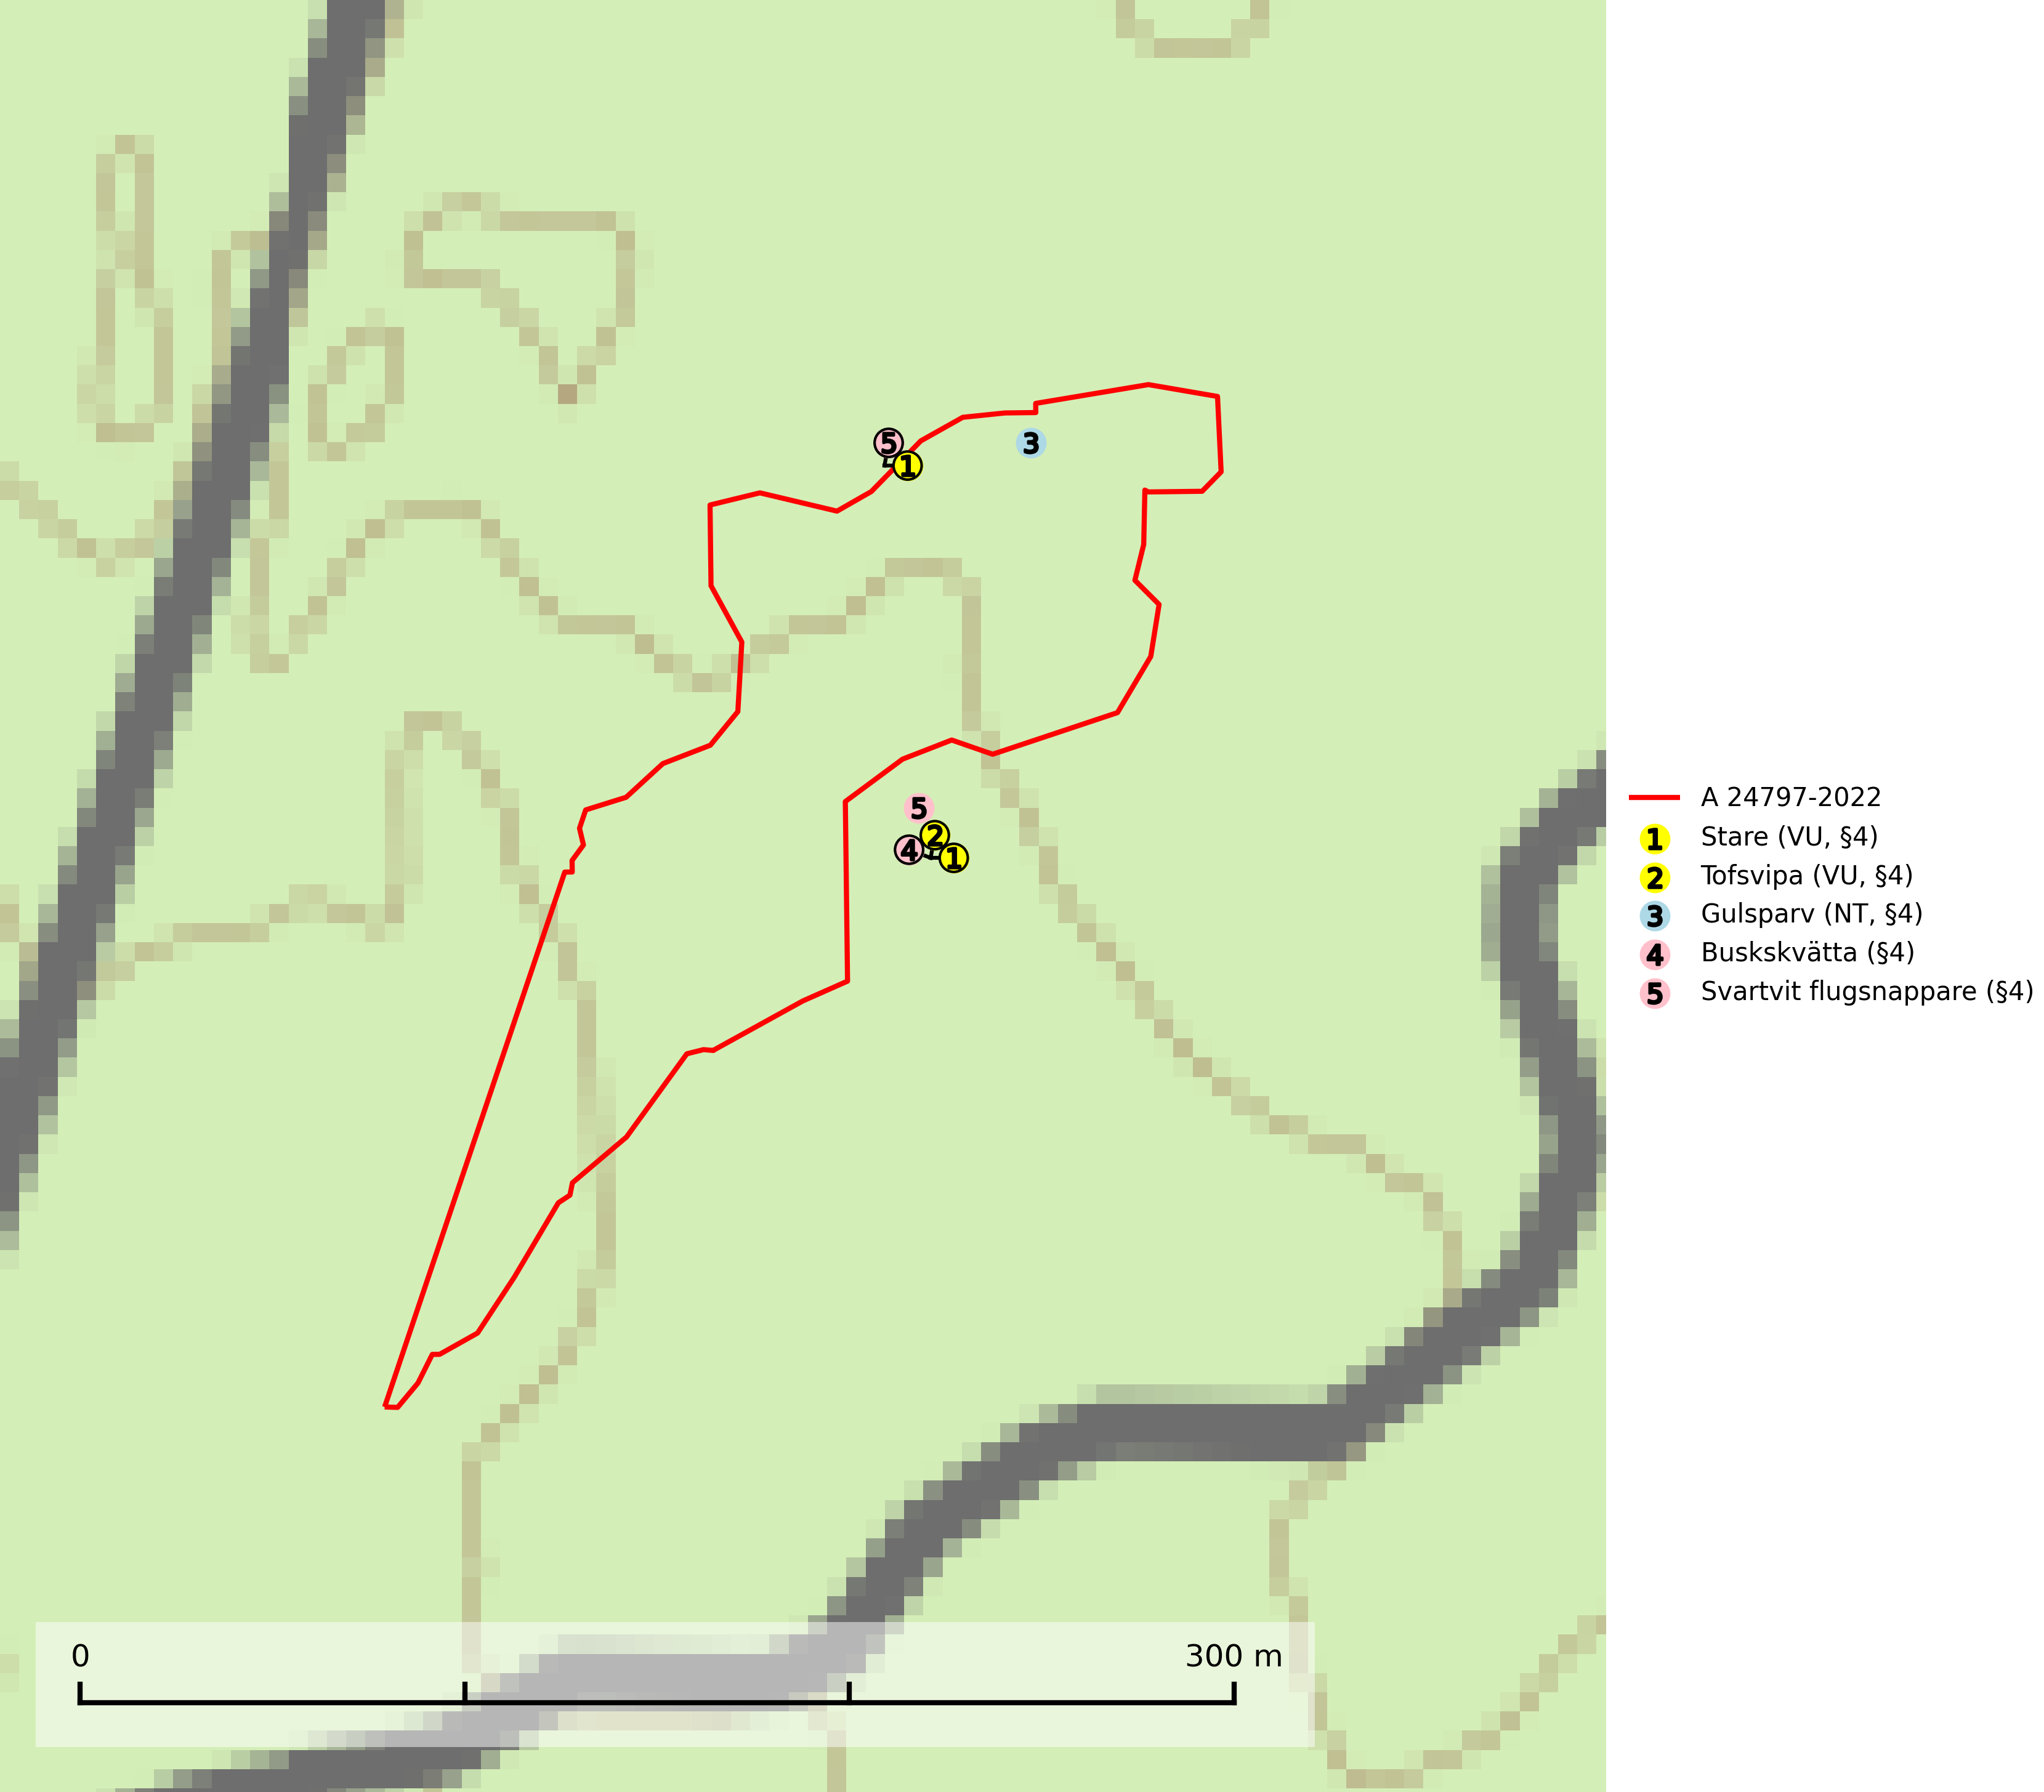 5
1
3
5
2
4
1
A 24797-2022
1 Stare (VU, §4)
2 Tofsvipa (VU, §4)
3 Gulsparv (NT, §4)
4 Buskskvätta (§4)
5 Svartvit flugsnappare (§4)
0 300 m